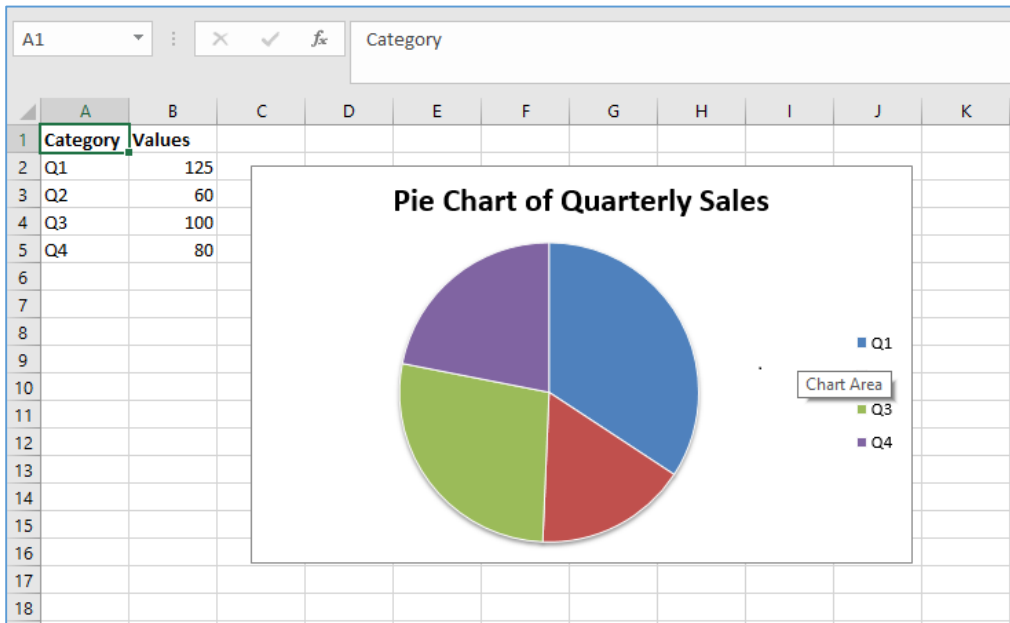 A1 fx Category
A B C D E F G H I J K
1 Category Values
2 Q1 125
3 Q2 60
4 Q3 100
5 Q4 80
6
7
8
9
10
11
12
13
14
15
16
17
18
Pie Chart of Quarterly Sales
Q1
Chart Area
Q3
Q4